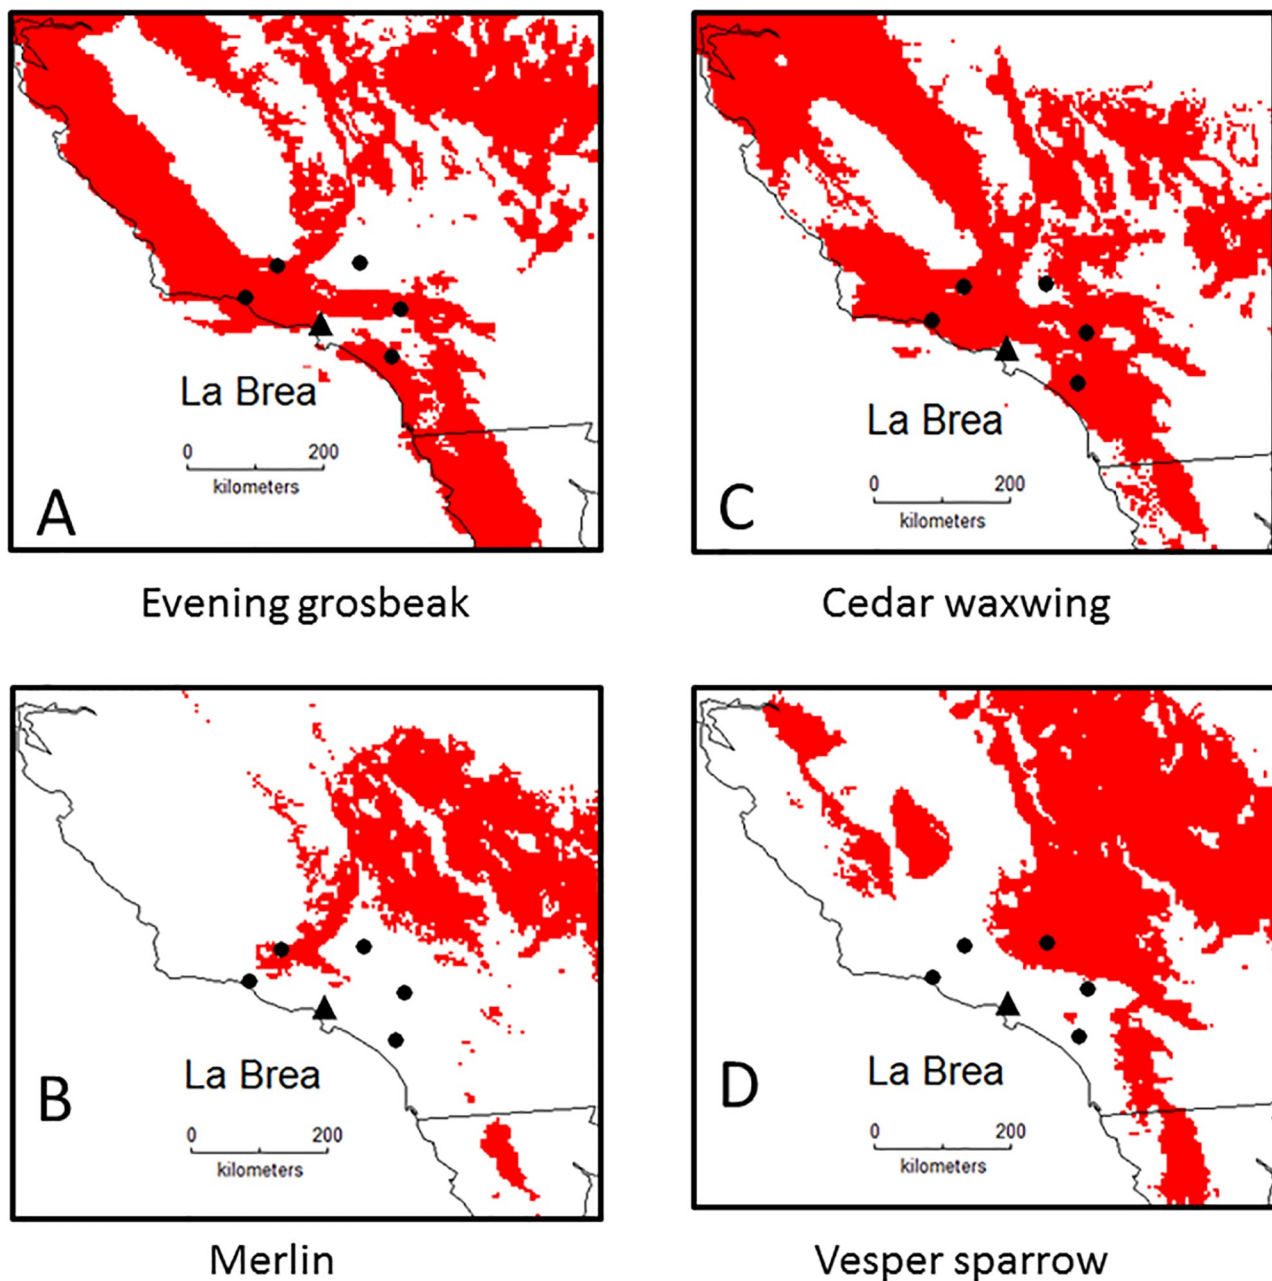 La Brea
0 200
kilometers
A
Evening grosbeak
La Brea
0 200
kilometers
C
Cedar waxwing
La Brea
0 200
kilometers
B
Merlin
La Brea
0 200
kilometers
D
Vesper sparrow